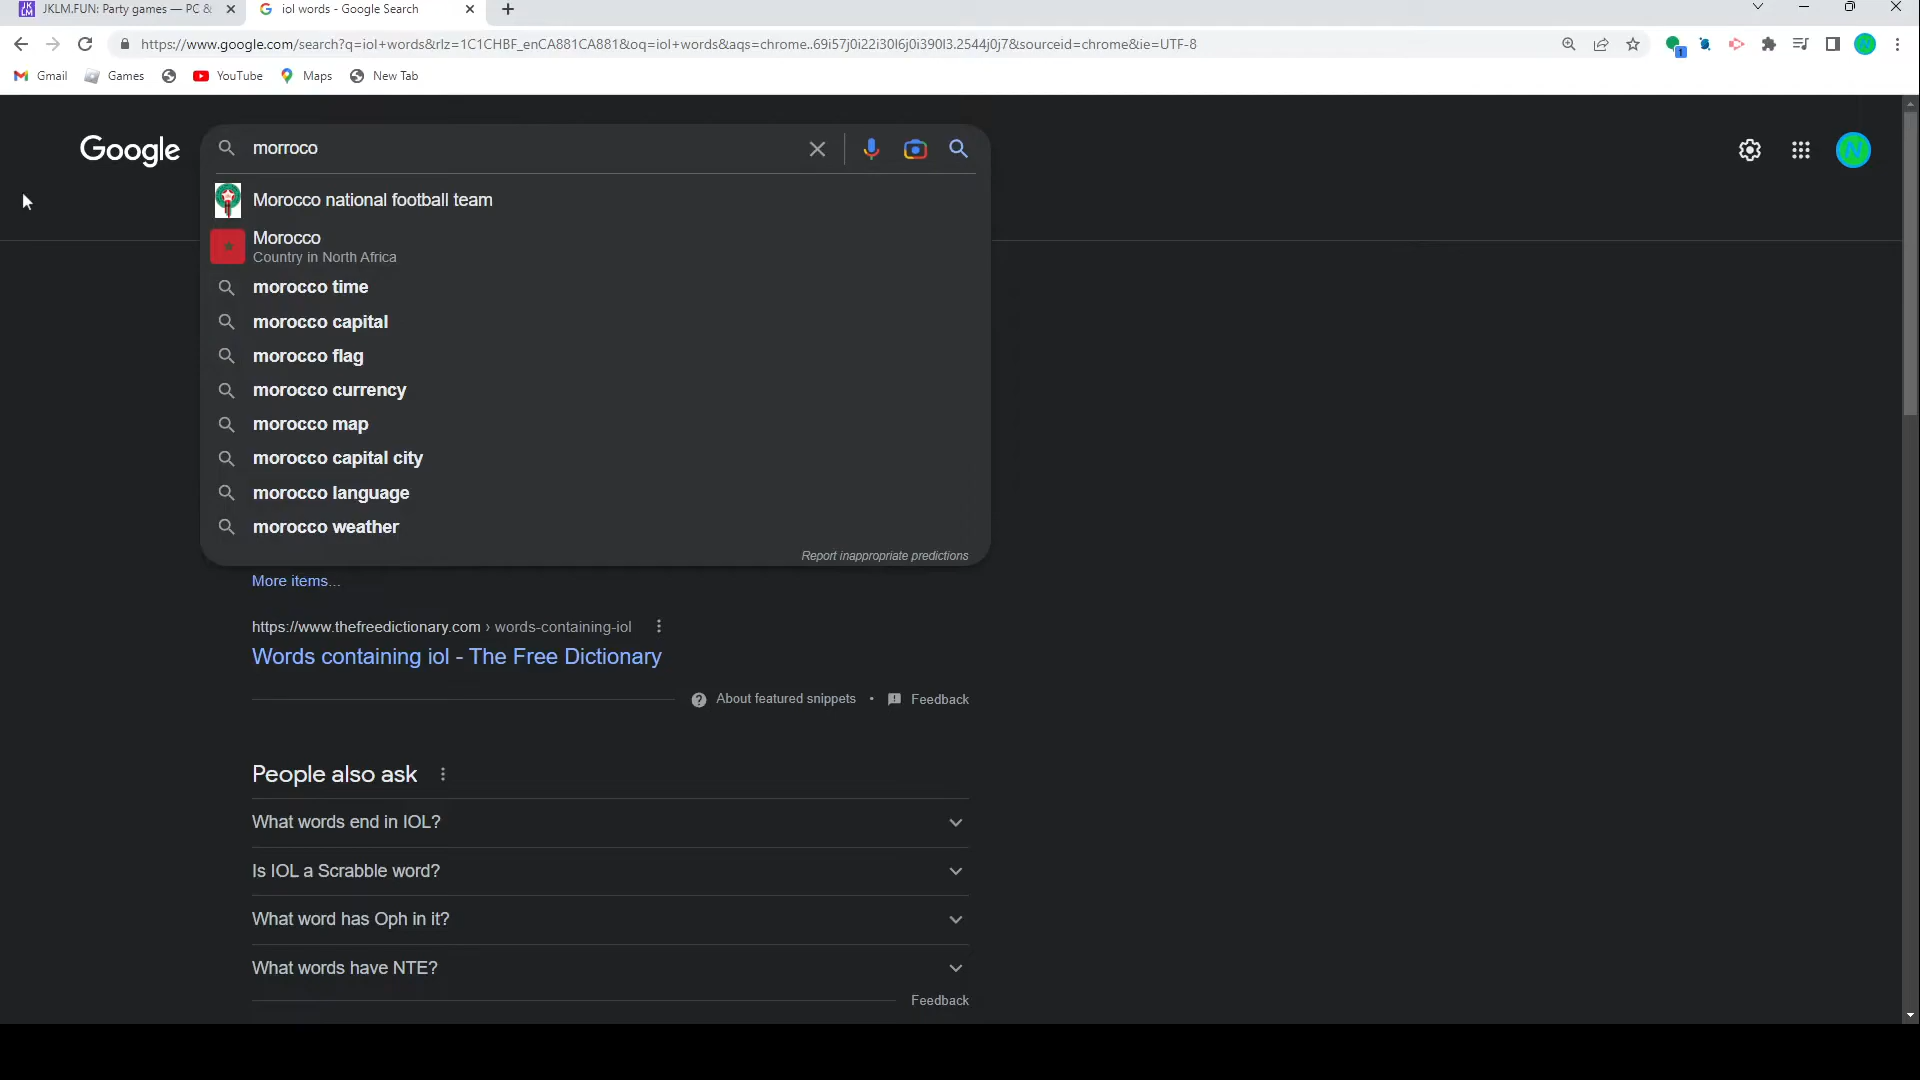 JKLM.FUN: Party games — PC &
iol words - Google Search
https://www.google.com/search?q=iol+words&rlz=1C1CHBF_enCA881CA881&oq=iol+words&aqs=chrome..69i57j0i22i30l6j0i390l3.2544j0j7&sourceid=chrome&ie=UTF-8
1
Gmail Games YouTube Maps New Tab
Google
morroco
N
Morocco national football team
Morocco
Country in North Africa
morocco time
morocco capital
morocco flag
morocco currency
morocco map
morocco capital city
morocco language
morocco weather
Report inappropriate predictions
More items...
https://www.thefreedictionary.com › words-containing-iol
Words containing iol - The Free Dictionary
About featured snippets • Feedback
People also ask
What words end in IOL?
Is IOL a Scrabble word?
What word has Oph in it?
What words have NTE?
Feedback